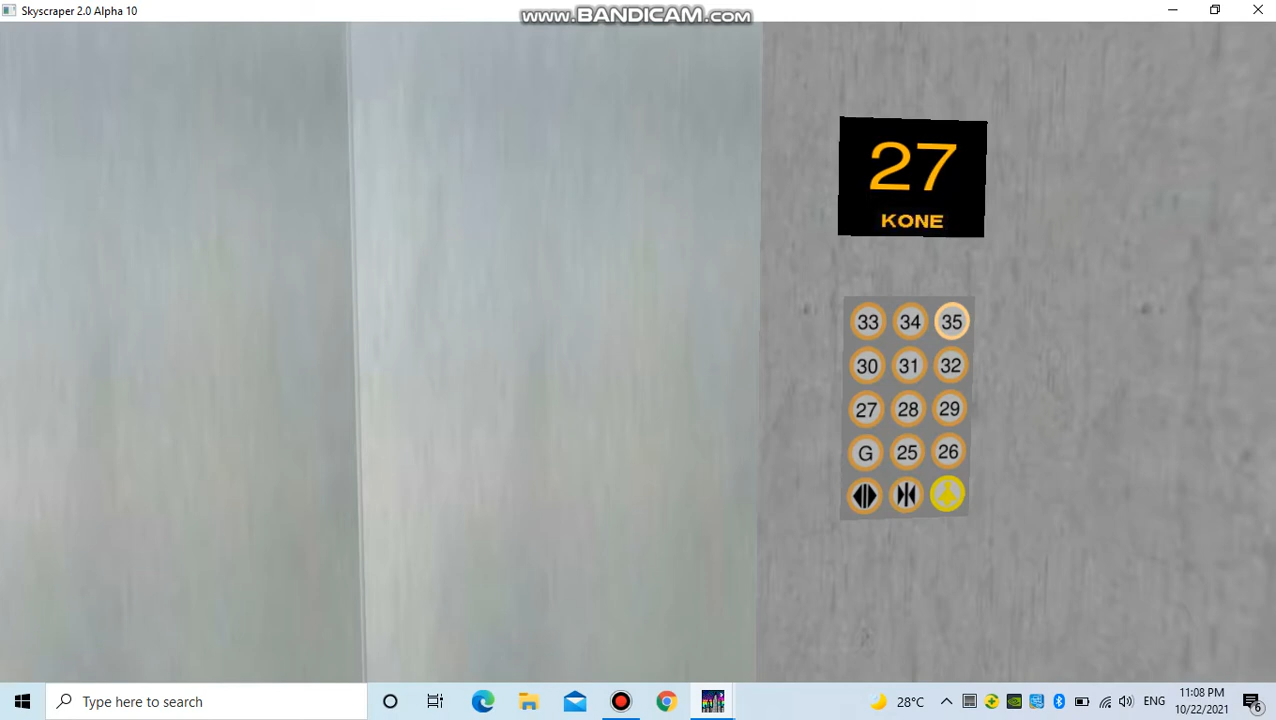 Skyscraper 2.0 Alpha 10
www.BANDICAM.com
27
KONE
33 34 35
30 31 32
27 28 29
G 25 26
Type here to search
28°C
ENG
11:08 PM
10/22/2021
6